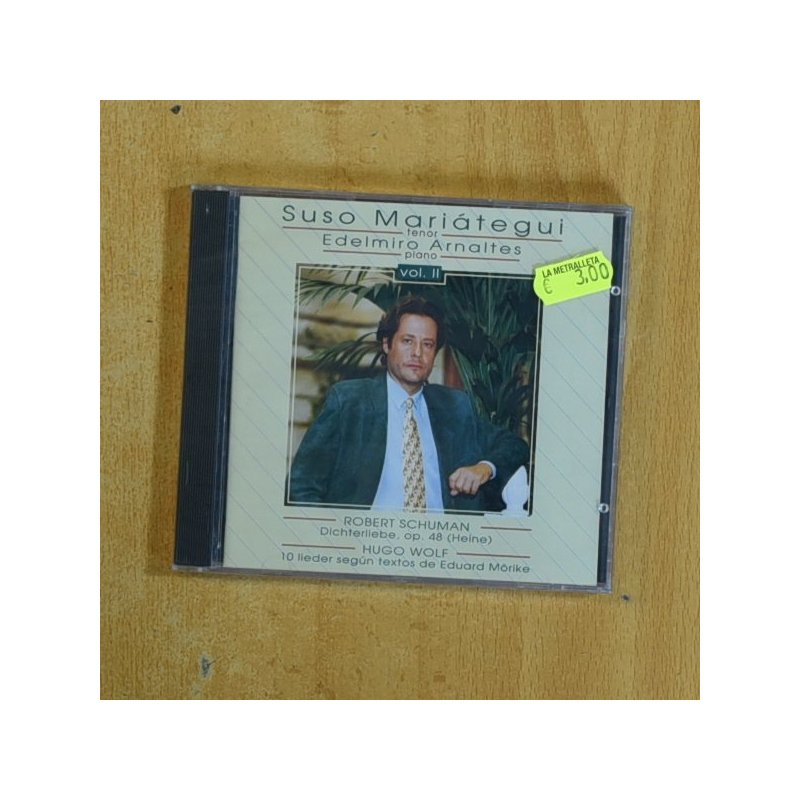 Suso Mariátegui
tenor
Edelmiro Arnaltes
piano
vol. II
LA METRALLETA
€ 3.00
ROBERT SCHUMAN
Dichterliebe, op. 48 (Heine)
HUGO WOLF
10 lieder según textos de Eduard Mörike